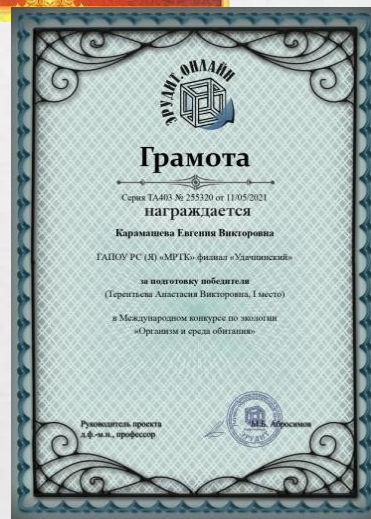 ЭРУДИТ.ОНЛАЙН
Грамота
Серия ТА403 № 255320 от 11/05/2021
награждается
Карамашева Евгения Викторовна
ГАПОУ РС (Я) «МРТК» филиал «Удачнинский»
за подготовку победителя
(Терентьева Анастасия Викторовна, 1 место)
в Международном конкурсе по экологии
«Организм и среда обитания»
Руководитель проекта
д.ф.-м.н., профессор
М.Б. Абросимов
ЭРУДИТ